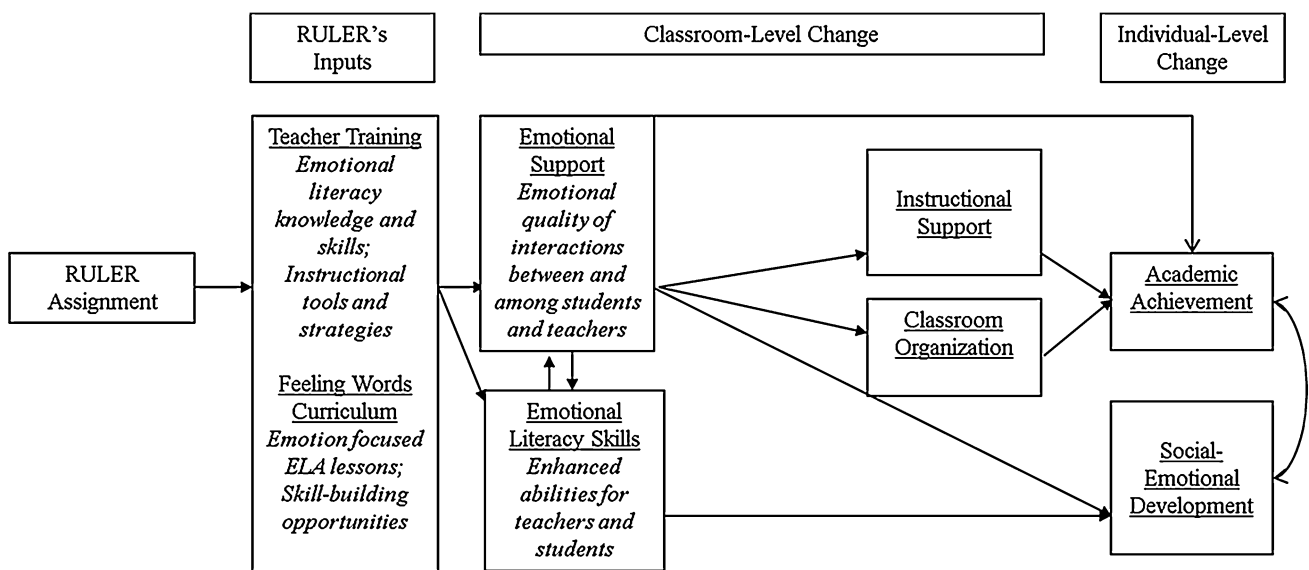 RULER's
Inputs
Classroom-Level Change
Individual-Level
Change
RULER
Assignment
Teacher Training
Emotional
literacy
knowledge and
skills;
Instructional
tools and
strategies
Feeling Words
Curriculum
Emotion focused
ELA lessons;
Skill-building
opportunities
Emotional
Support
Emotional
quality of
interactions
between and
among students
and teachers
Emotional
Literacy Skills
Enhanced
abilities for
teachers and
students
Instructional
Support
Classroom
Organization
Academic
Achievement
Social-
Emotional
Development